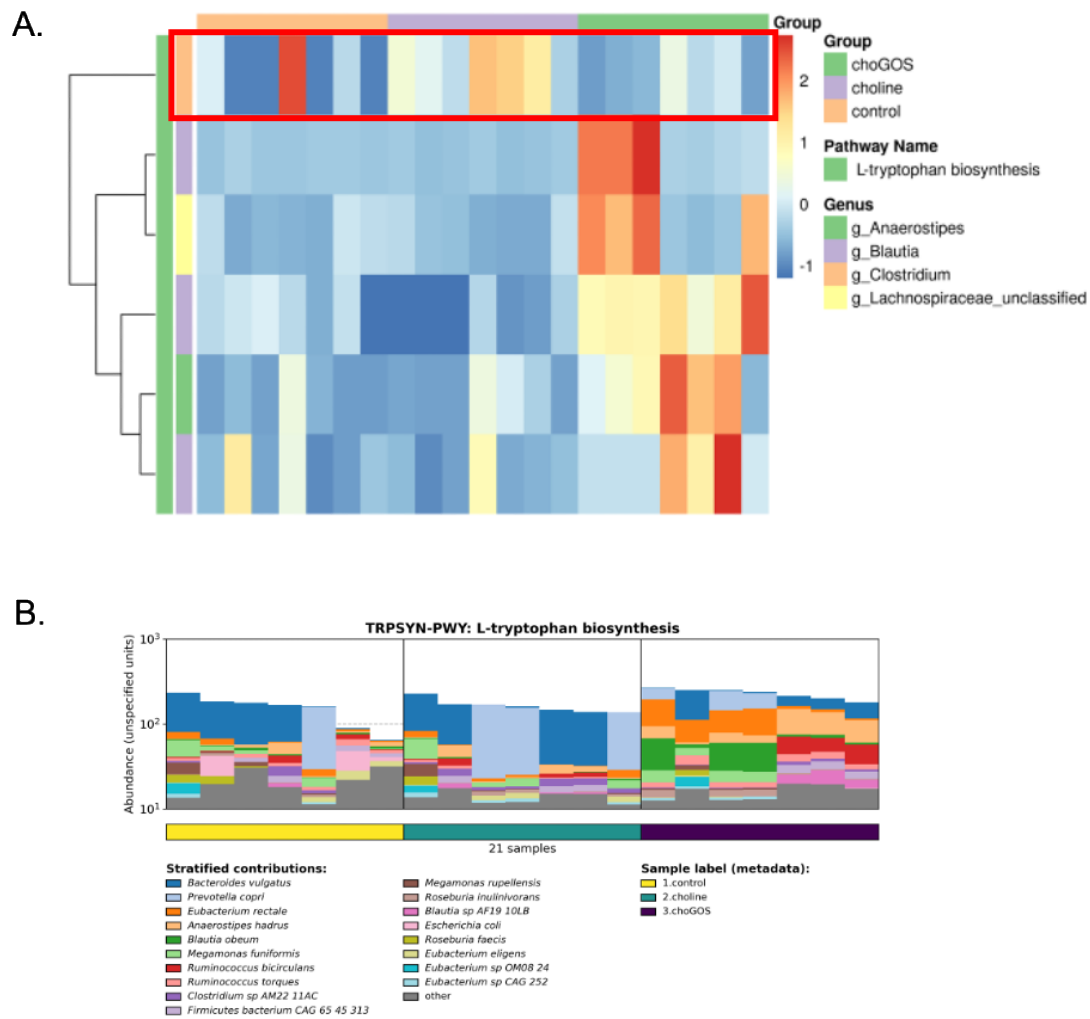 A.
Group
2
1
0
-1
Group
choGOS
choline
control
Pathway Name
L-tryptophan biosynthesis
Genus
g_Anaerostipes
g_Blautia
g_Clostridium
g_Lachnospiraceae_unclassified
B.
TRPSYN-PWY: L-tryptophan biosynthesis
Abundance (unspecified units)
10³
10²
10¹
21 samples
Stratified contributions:
Bacteroides vulgatus
Prevotella copri
Eubacterium rectale
Anaerostipes hadrus
Blautia obeum
Megamonas funiformis
Ruminococcus bicirculans
Ruminococcus torques
Clostridium sp AM22 11AC
Firmicutes bacterium CAG 65 45 313
Megamonas rupellensis
Roseburia inulinivorans
Blautia sp AF19 10LB
Escherichia coli
Roseburia faecis
Eubacterium eligens
Eubacterium sp OM08 24
Eubacterium sp CAG 252
other
Sample label (metadata):
1.control
2.choline
3.choGOS